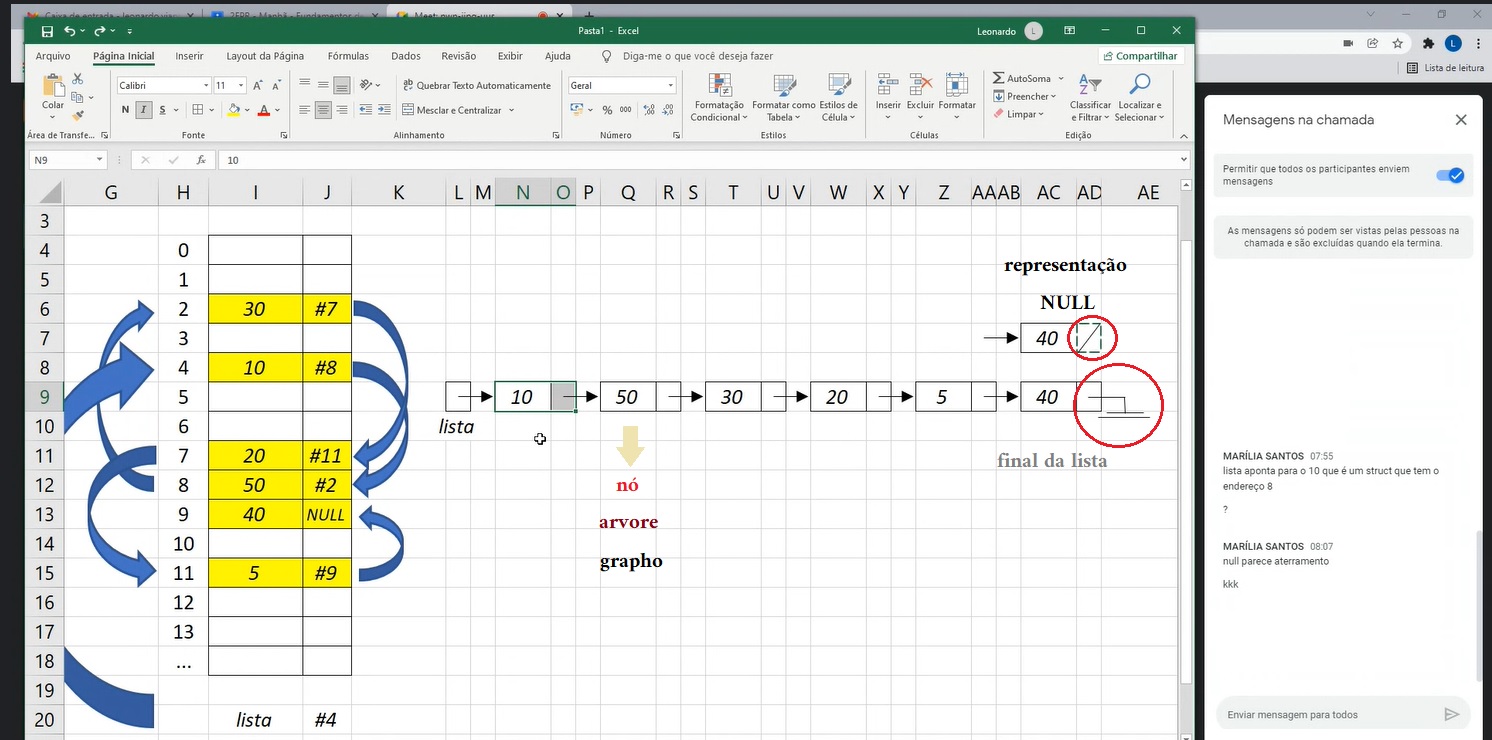 Caixa de entrada - leonardo.via
Meet: nwn-jjnq-uur
Pasta1 - Excel
Leonardo
L
Arquivo
Página Inicial
Inserir
Layout da Página
Fórmulas
Dados
Revisão
Exibir
Ajuda
Diga-me o que você deseja fazer
Compartilhar
L
Lista de leitura
Colar
Calibri
11
N I S
Quebrar Texto Automaticamente
Mesclar e Centralizar
Geral
% 000
Formatação
Condicional
Formatar como
Tabela
Estilos de
Célula
Inserir
Excluir
Formatar
AutoSoma
Preencher
Limpar
Classificar
e Filtrar
Localizar e
Selecionar
Área de Transfe...
Fonte
Alinhamento
Número
Estilos
Células
Edição
N9
fx
10
G H I J K L M N O P Q R S T U V W X Y Z AA AB AC AD AE
3
4 0
5 1
6 2 30 #7
7 3
8 4 10 #8
9 5
10 6
11 7 20 #11
12 8 50 #2
13 9 40 NULL
14 10
15 11 5 #9
16 12
17 13
18 ...
19
20 lista #4
representação
NULL
40
10 50 30 20 5 40
lista
final da lista
nó
arvore
grapho
Mensagens na chamada
Permitir que todos os participantes enviem
mensagens
As mensagens só podem ser vistas pelas pessoas na
chamada e são excluídas quando ela termina.
MARÍLIA SANTOS 07:55
lista aponta para o 10 que é um struct que tem o
endereço 8
?
MARÍLIA SANTOS 08:07
null parece aterramento
kkk
Enviar mensagem para todos